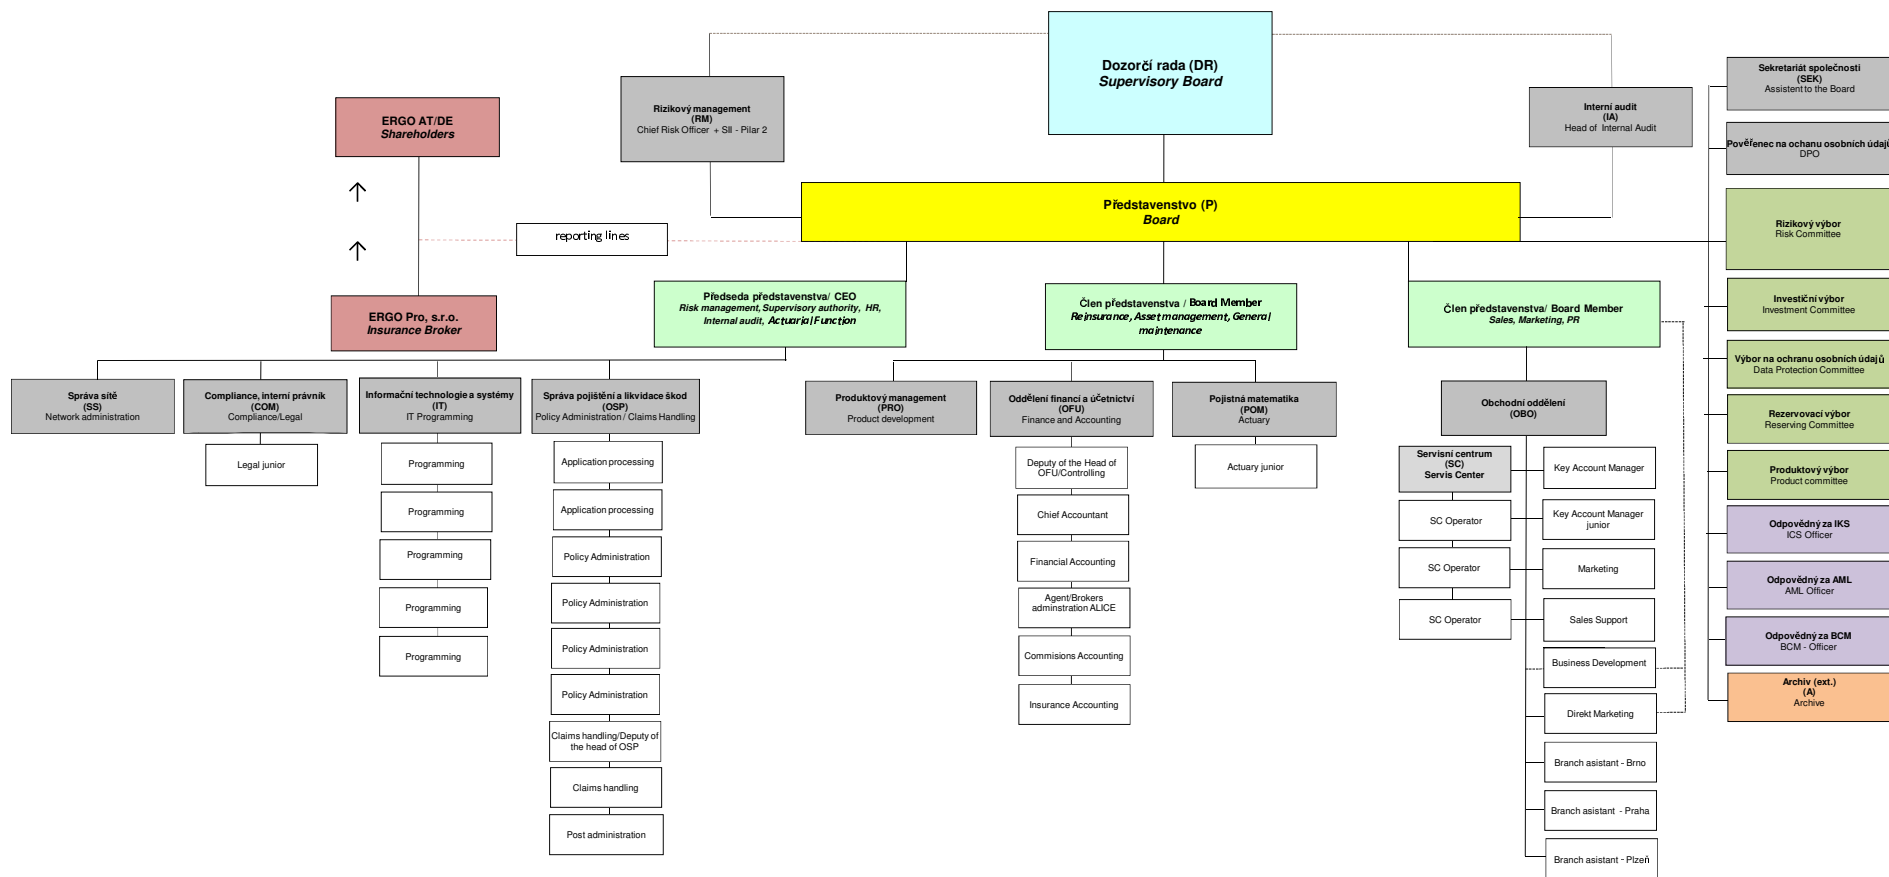 Dozorčí rada (DR)
Supervisory Board
Rizikový management
(RM)
Chief Risk Officer + SII - Pilar 2
Interní audit
(IA)
Head of Internal Audit
ERGO AT/DE
Shareholders
Představenstvo (P)
Board
reporting lines
ERGO Pro, s.r.o.
Insurance Broker
Předseda představenstva/ CEO
Risk management, Supervisory authority, HR,
Internal audit, Actuarial Function
Člen představenstva / Board Member
Reinsurance, Asset management, General
maintenance
Člen představenstva/ Board Member
Sales, Marketing, PR
Správa sítě
(SS)
Network administration
Compliance, interní právník
(COM)
Compliance/Legal
Legal junior
Informační technologie a systémy
(IT)
IT Programming
Programming
Programming
Programming
Programming
Programming
Správa pojištění a likvidace škod
(OSP)
Policy Administration / Claims Handling
Application processing
Application processing
Policy Administration
Policy Administration
Policy Administration
Policy Administration
Claims handling/Deputy of
the head of OSP
Claims handling
Post administration
Produktový management
(PRO)
Product development
Oddělení financí a účetnictví
(OFU)
Finance and Accounting
Deputy of the Head of
OFU/Controlling
Chief Accountant
Financial Accounting
Agent/Brokers
adminstration ALICE
Commisions Accounting
Insurance Accounting
Pojistná matematika
(POM)
Actuary
Actuary junior
Obchodní oddělení
(OBO)
Servisní centrum
(SC)
Servis Center
SC Operator
SC Operator
SC Operator
Key Account Manager
Key Account Manager
junior
Marketing
Sales Support
Business Development
Direkt Marketing
Branch asistant - Brno
Branch asistant - Praha
Branch asistant - Plzeň
Sekretariát společnosti
(SEK)
Assistent to the Board
Pověřenec na ochanu osobních údajů
DPO
Rizikový výbor
Risk Committee
Investiční výbor
Investment Committee
Výbor na ochranu osobních údajů
Data Protection Committee
Rezervovací výbor
Reserving Committee
Produktový výbor
Product committee
Odpovědný za IKS
ICS Officer
Odpovědný za AML
AML Officer
Odpovědný za BCM
BCM - Officer
Archiv (ext.)
(A)
Archive